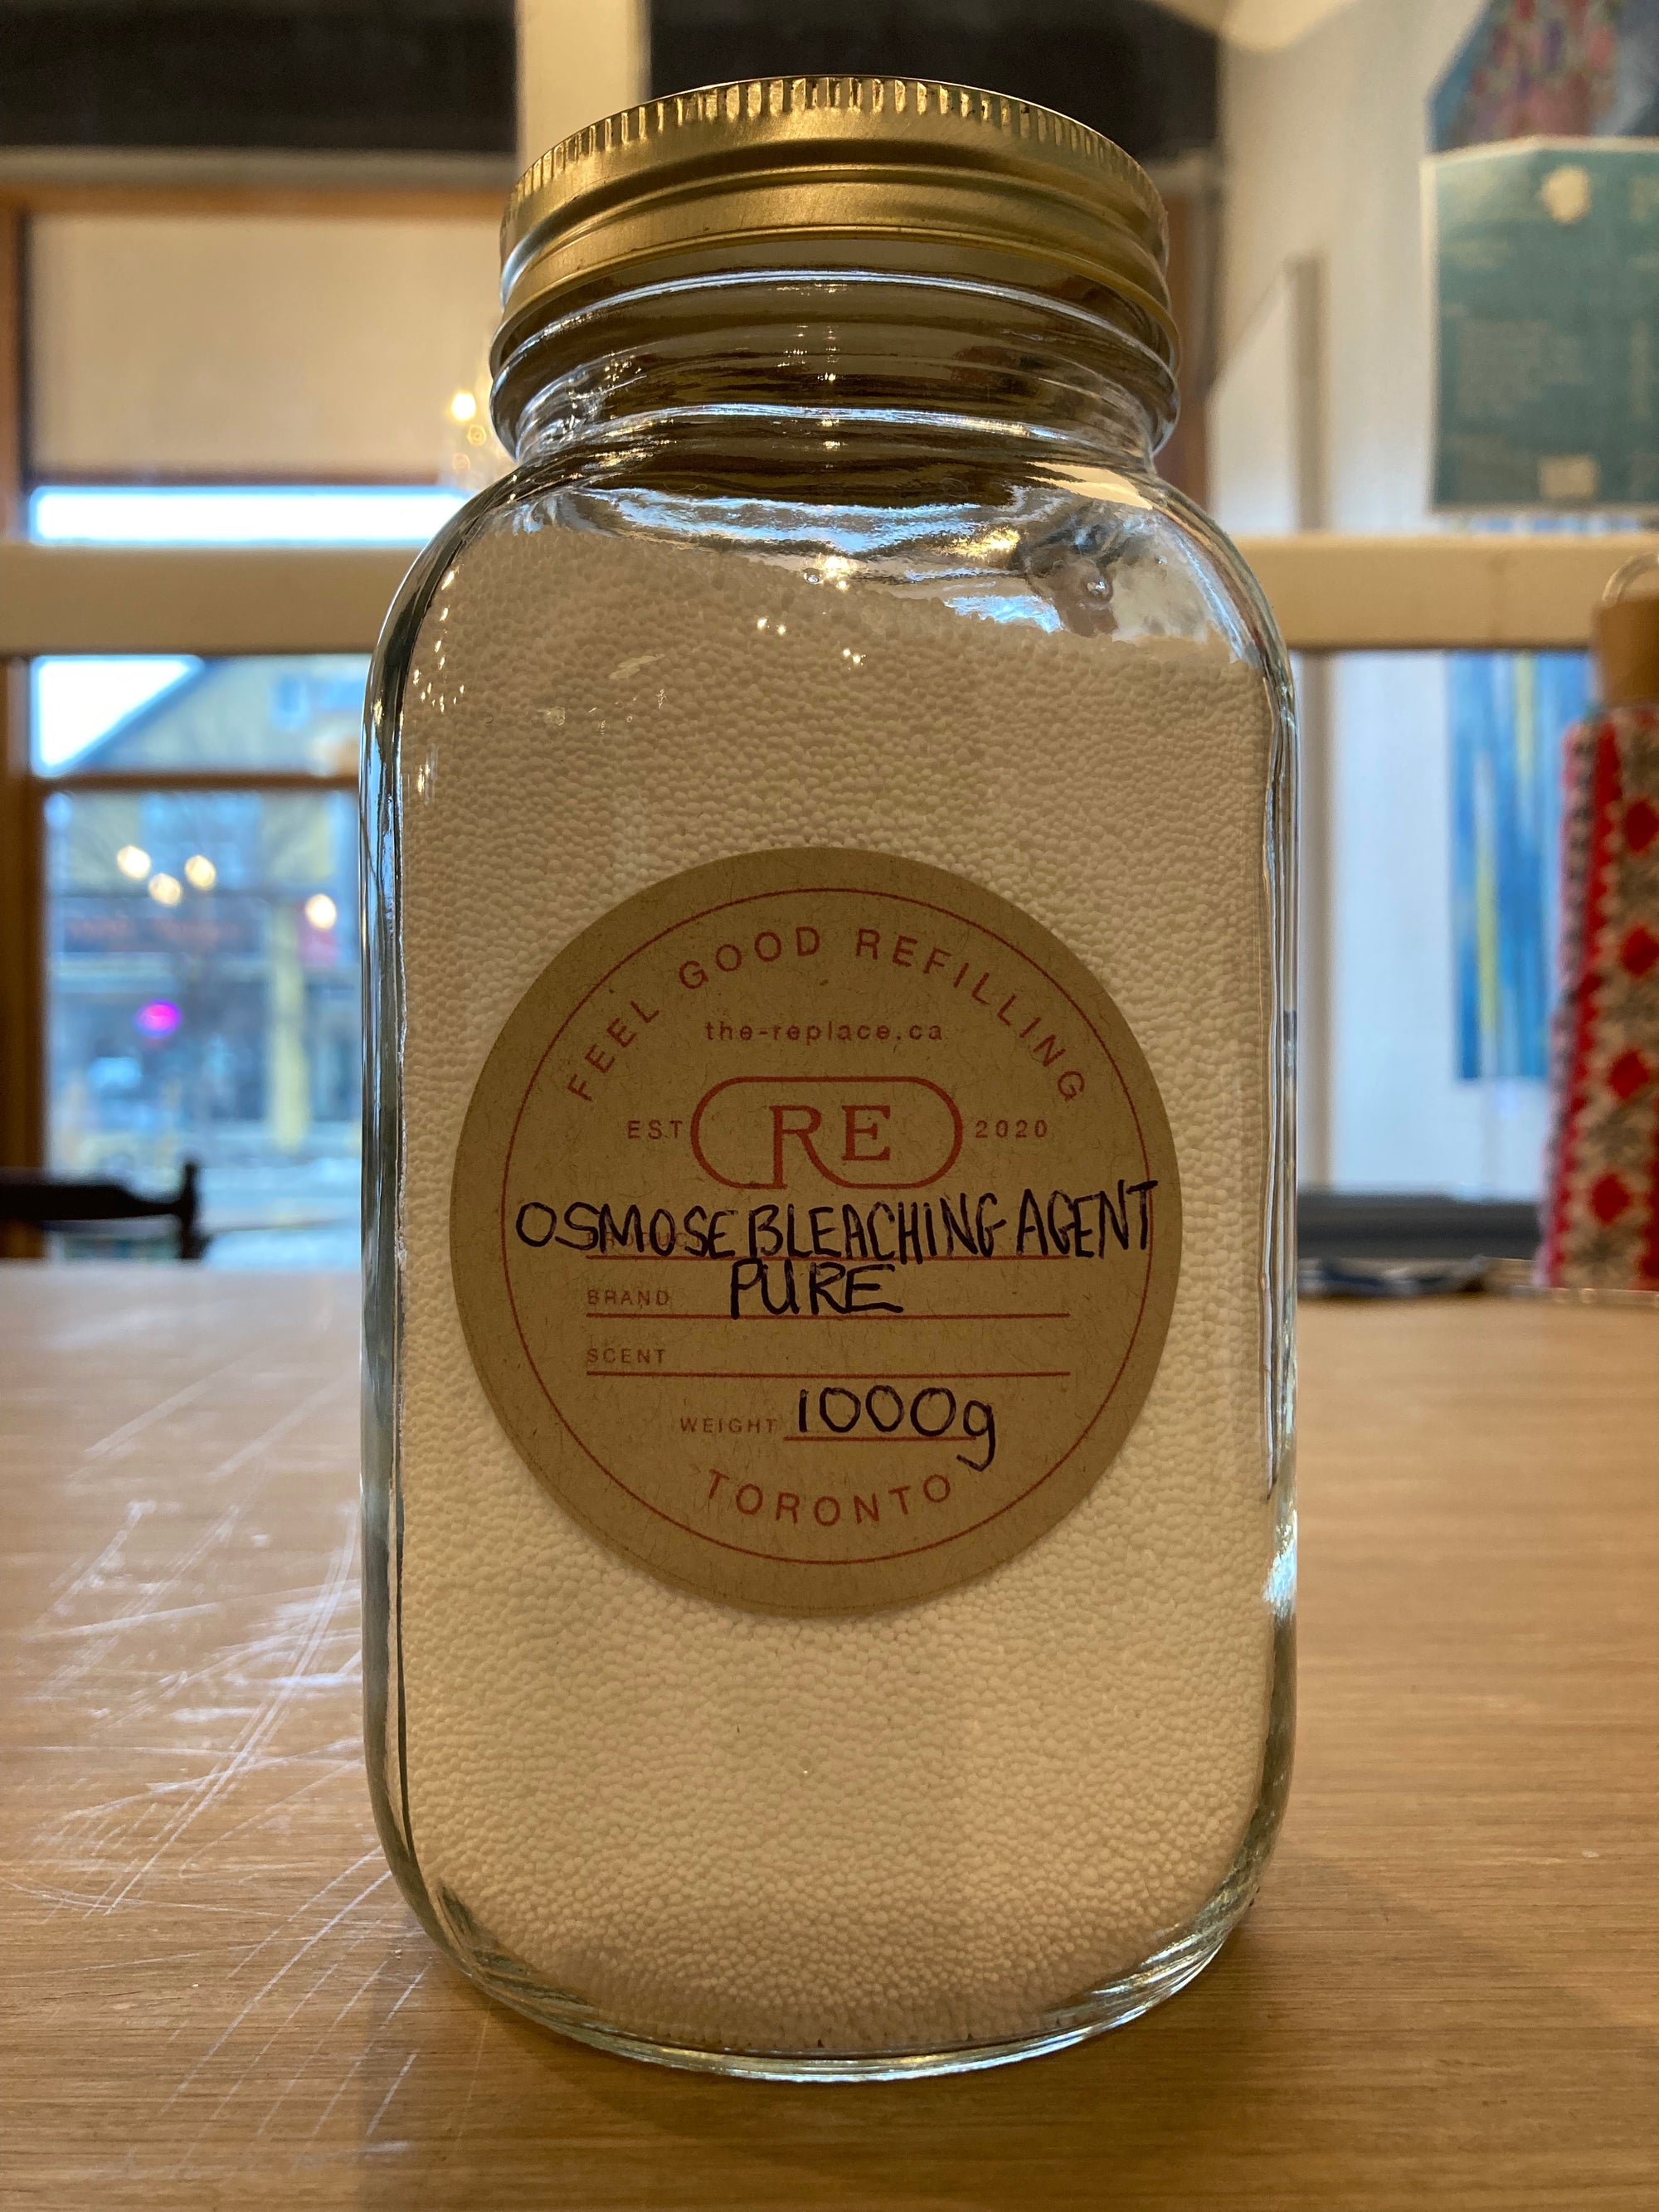 FEEL GOOD REFILLING
the-replace.ca
EST RE 2020
OSMOSE BLEACHING AGENT
BRAND PURE
SCENT
WEIGHT 1000g
TORONTO